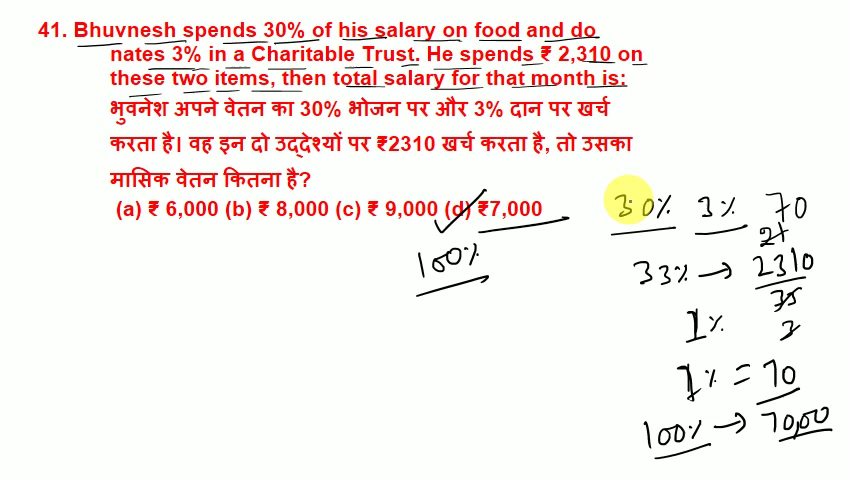 41. Bhuvnesh spends 30% of his salary on food and do
nates 3% in a Charitable Trust. He spends ₹ 2,310 on
these two items, then total salary for that month is:
भुवनेश अपने वेतन का 30% भोजन पर और 3% दान पर खर्च
करता है। वह इन दो उद्देश्यों पर ₹2310 खर्च करता है, तो उसका
मासिक वेतन कितना है?
(a) ₹ 6,000 (b) ₹ 8,000 (c) ₹ 9,000 (d) ₹7,000
30% 3% 70
100%
33% → 2310
1%
1% = 70
100% → 70,00